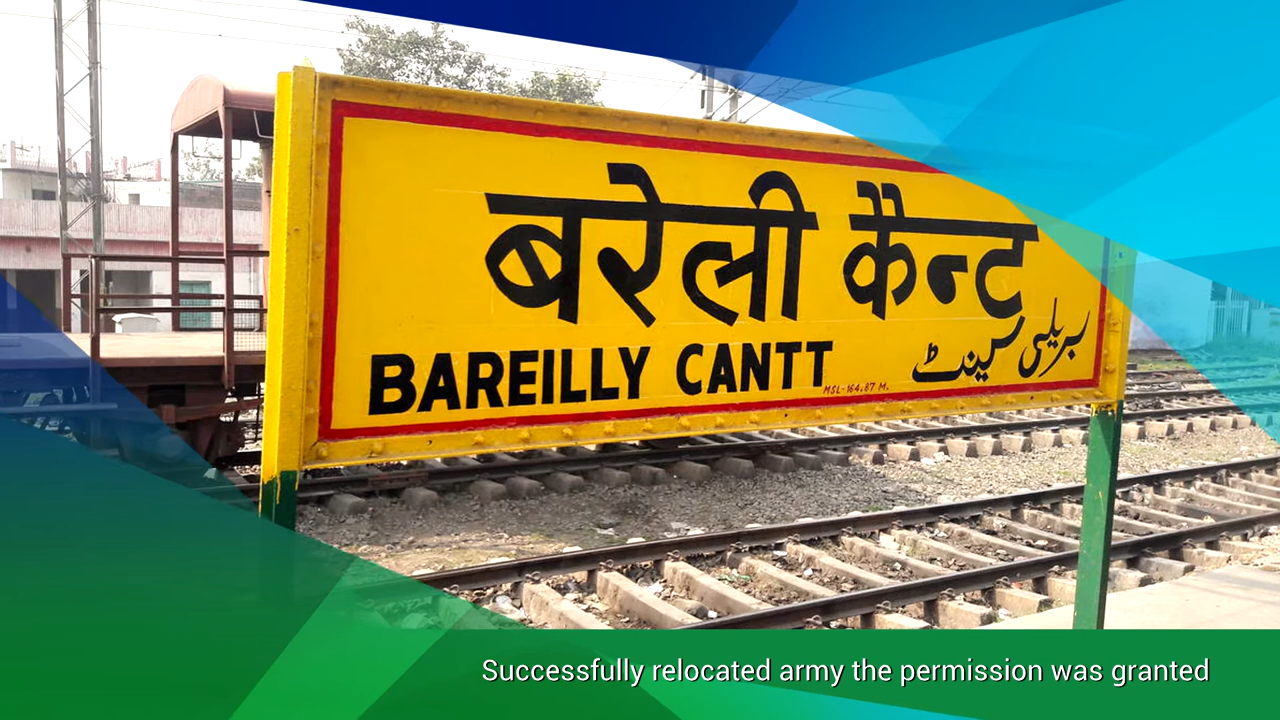 बरेली कैन्ट
BAREILLY CANTT
MSL-164.87 M.
بریلی کینٹ
Successfully relocated army the permission was granted